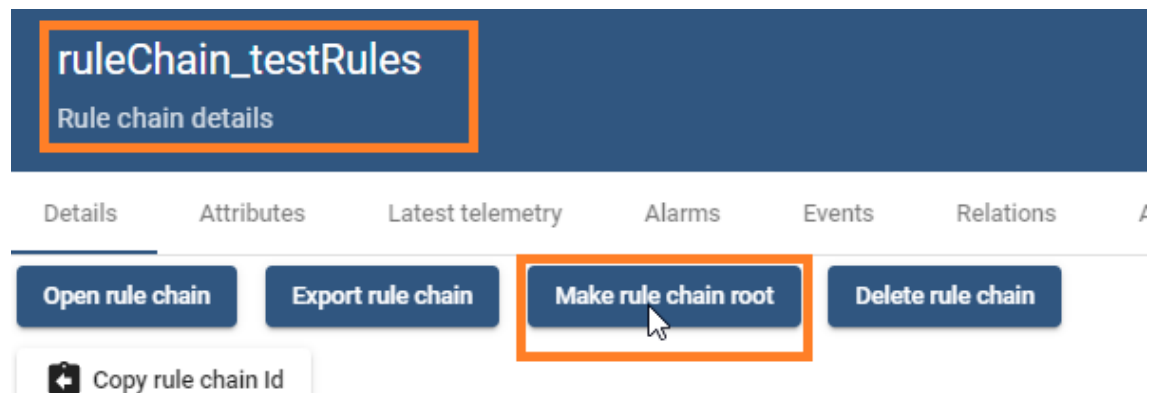 ruleChain_testRules
Rule chain details
Details Attributes Latest telemetry Alarms Events Relations
Open rule chain Export rule chain Make rule chain root Delete rule chain
Copy rule chain Id